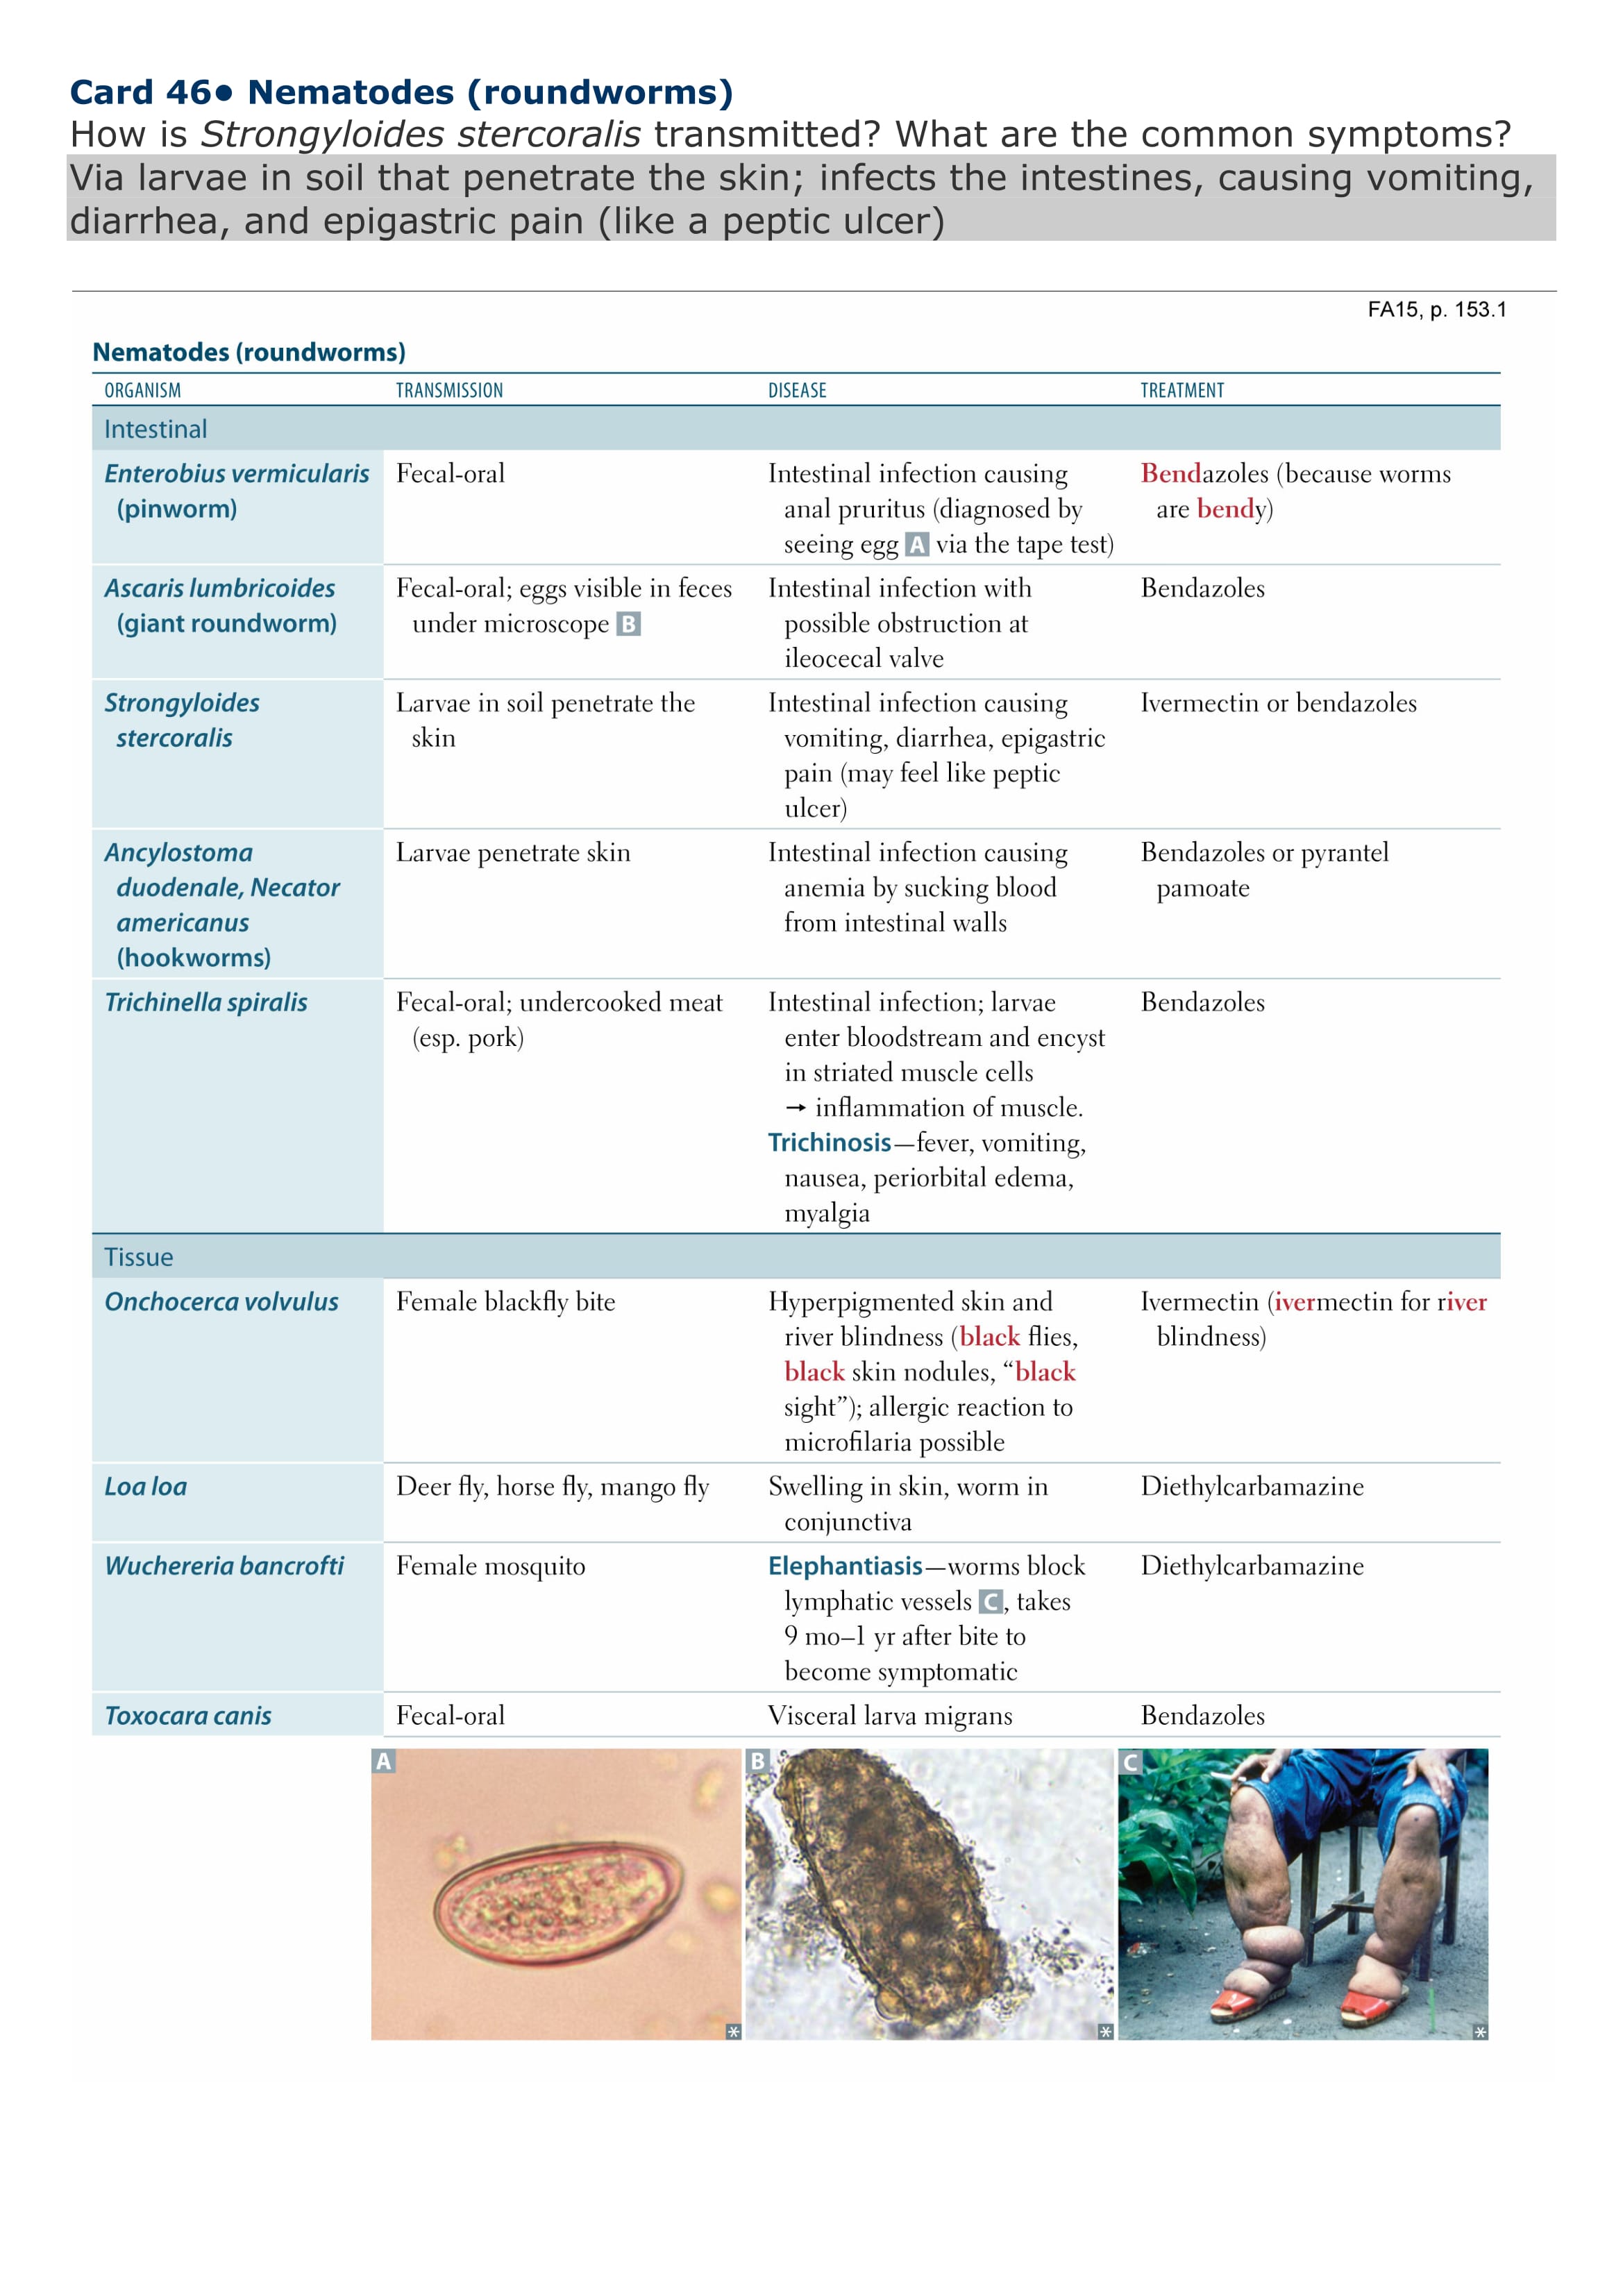 Card 46● Nematodes (roundworms)
How is Strongyloides stercoralis transmitted? What are the common symptoms?
Via larvae in soil that penetrate the skin; infects the intestines, causing vomiting,
diarrhea, and epigastric pain (like a peptic ulcer)
FA15, p. 153.1
Nematodes (roundworms)
ORGANISM TRANSMISSION DISEASE TREATMENT
Intestinal
Enterobius vermicularis
(pinworm)
Fecal-oral
Intestinal infection causing
anal pruritus (diagnosed by
seeing egg A via the tape test)
Bendazoles (because worms
are bendy)
Ascaris lumbricoides
(giant roundworm)
Fecal-oral; eggs visible in feces
under microscope B
Intestinal infection with
possible obstruction at
ileocecal valve
Bendazoles
Strongyloides
stercoralis
Larvae in soil penetrate the
skin
Intestinal infection causing
vomiting, diarrhea, epigastric
pain (may feel like peptic
ulcer)
Ivermectin or bendazoles
Ancylostoma
duodenale, Necator
americanus
(hookworms)
Larvae penetrate skin
Intestinal infection causing
anemia by sucking blood
from intestinal walls
Bendazoles or pyrantel
pamoate
Trichinella spiralis
Fecal-oral; undercooked meat
(esp. pork)
Intestinal infection; larvae
enter bloodstream and encyst
in striated muscle cells
→ inflammation of muscle.
Trichinosis—fever, vomiting,
nausea, periorbital edema,
myalgia
Bendazoles
Tissue
Onchocerca volvulus
Female blackfly bite
Hyperpigmented skin and
river blindness (black flies,
black skin nodules, “black
sight”); allergic reaction to
microfilaria possible
Ivermectin (ivermectin for river
blindness)
Loa loa
Deer fly, horse fly, mango fly
Swelling in skin, worm in
conjunctiva
Diethylcarbamazine
Wuchereria bancrofti
Female mosquito
Elephantiasis—worms block
lymphatic vessels C, takes
9 mo–1 yr after bite to
become symptomatic
Diethylcarbamazine
Toxocara canis
Fecal-oral
Visceral larva migrans
Bendazoles
A
B
C